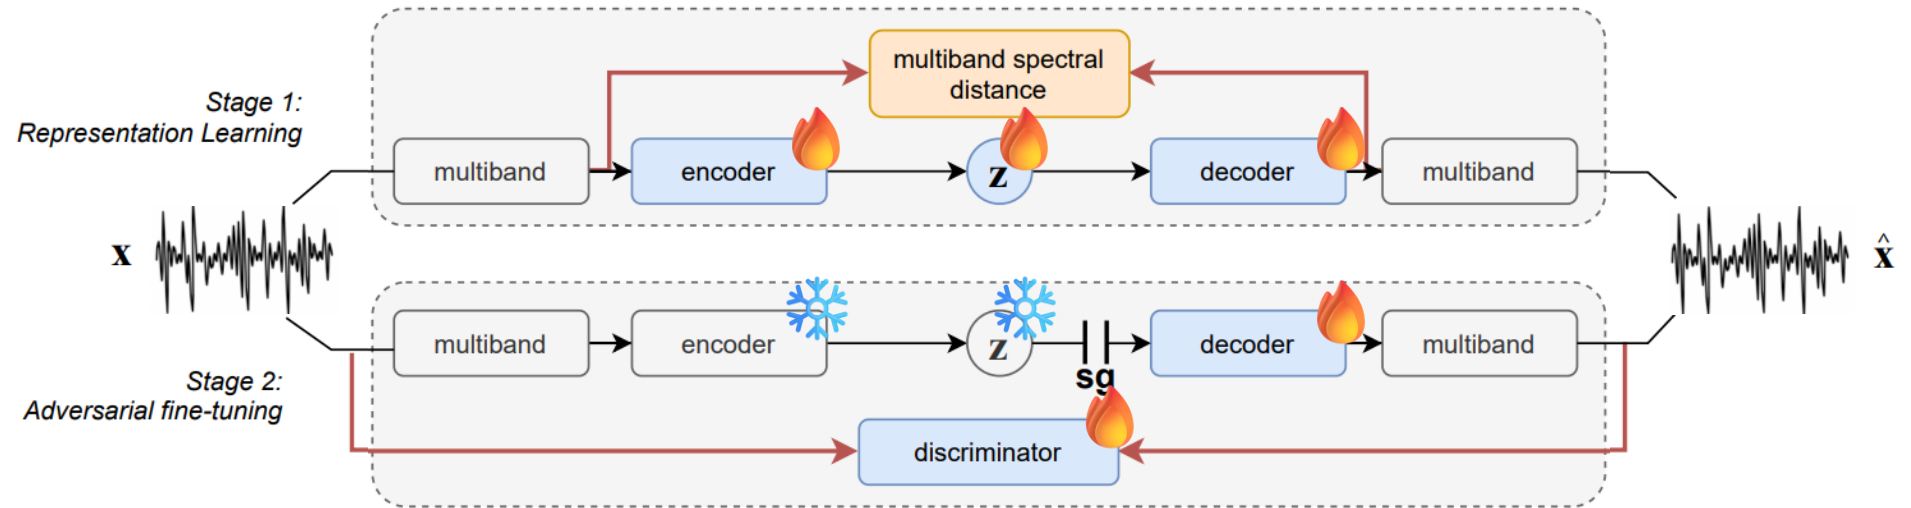 Stage 1:
Representation Learning
multiband spectral
distance
multiband
encoder
z
decoder
multiband
x
x̂
multiband
encoder
z
sg
decoder
multiband
Stage 2:
Adversarial fine-tuning
discriminator